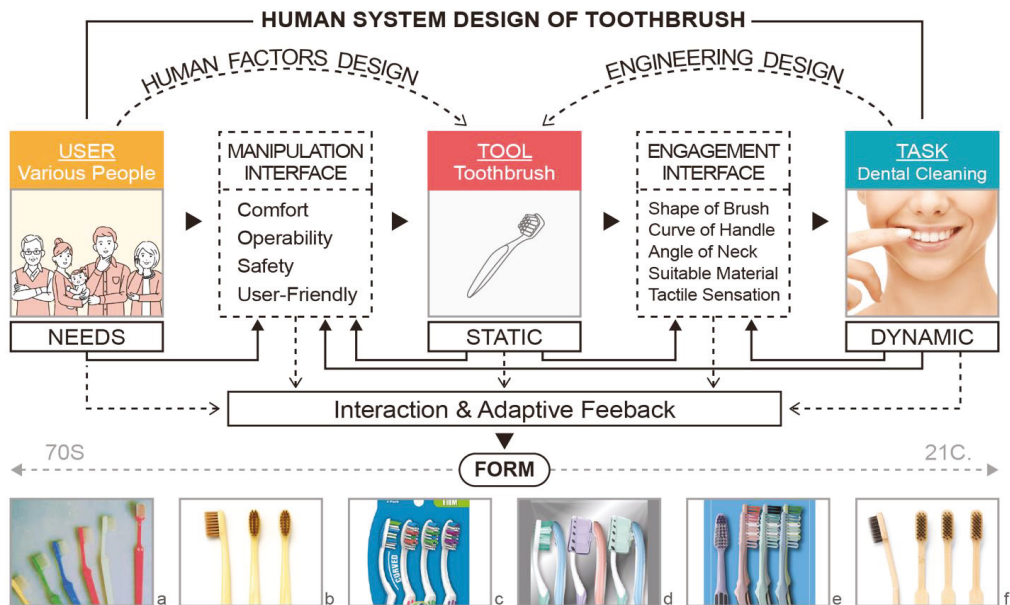 HUMAN SYSTEM DESIGN OF TOOTHBRUSH
HUMAN FACTORS DESIGN
ENGINEERING DESIGN
USER
Various People
MANIPULATION
INTERFACE
Comfort
Operability
Safety
User-Friendly
TOOL
Toothbrush
ENGAGEMENT
INTERFACE
Shape of Brush
Curve of Handle
Angle of Neck
Suitable Material
Tactile Sensation
TASK
Dental Cleaning
NEEDS
STATIC
DYNAMIC
Interaction & Adaptive Feeback
70S
21C.
FORM
FIRM
CURVED
a
b
c
d
e
f